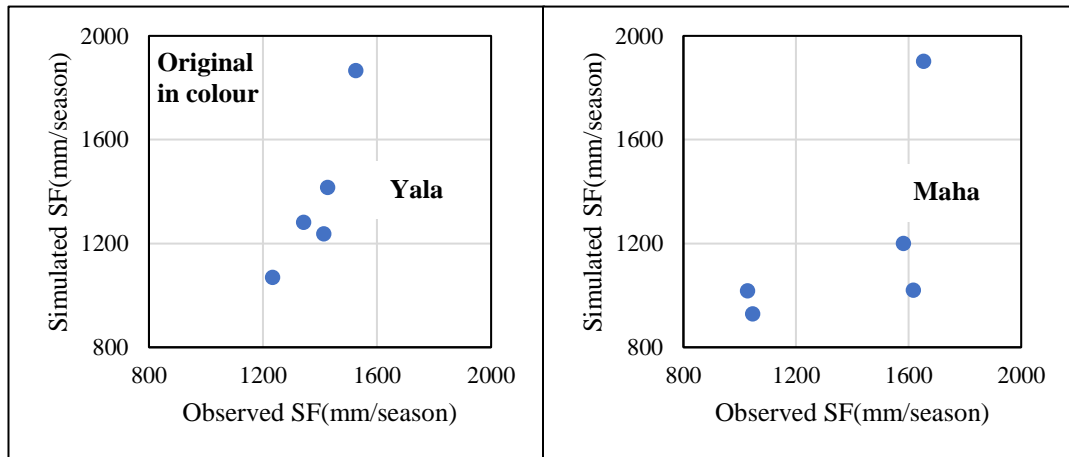 2000
1600
1200
800
Simulated SF(mm/season)
Original
in colour
Yala
800 1200 1600 2000
Observed SF(mm/season)
2000
1600
1200
800
Simulated SF(mm/season)
Maha
800 1200 1600 2000
Observed SF(mm/season)